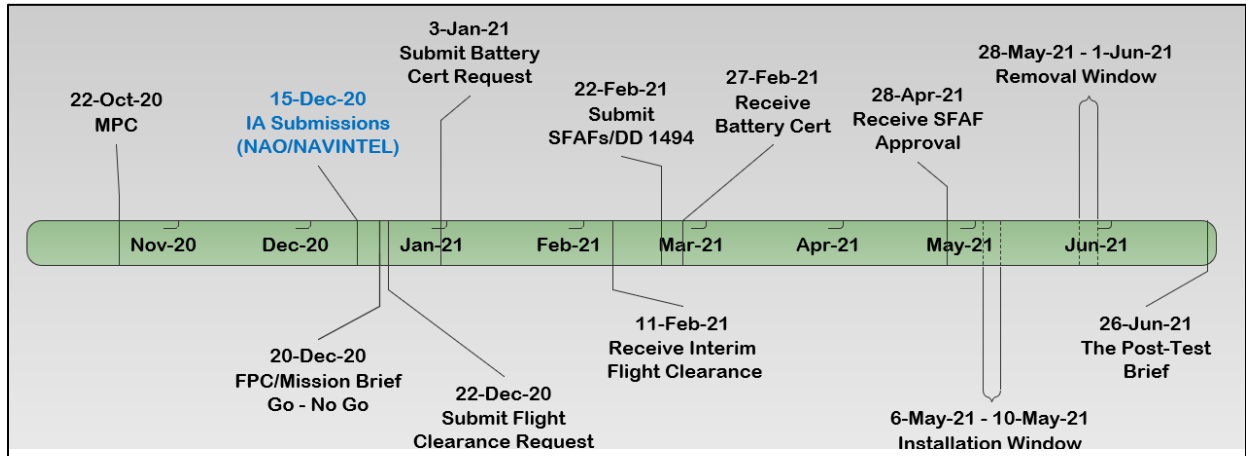 3-Jan-21
Submit Battery
Cert Request
28-May-21 - 1-Jun-21
Removal Window
22-Oct-20
MPC
15-Dec-20
IA Submissions
(NAO/NAVINTEL)
22-Feb-21
Submit
SFAFs/DD 1494
27-Feb-21
Receive
Battery Cert
28-Apr-21
Receive SFAF
Approval
Nov-20
Dec-20
Jan-21
Feb-21
Mar-21
Apr-21
May-21
Jun-21
20-Dec-20
FPC/Mission Brief
Go - No Go
22-Dec-20
Submit Flight
Clearance Request
11-Feb-21
Receive Interim
Flight Clearance
6-May-21 - 10-May-21
Installation Window
26-Jun-21
The Post-Test
Brief